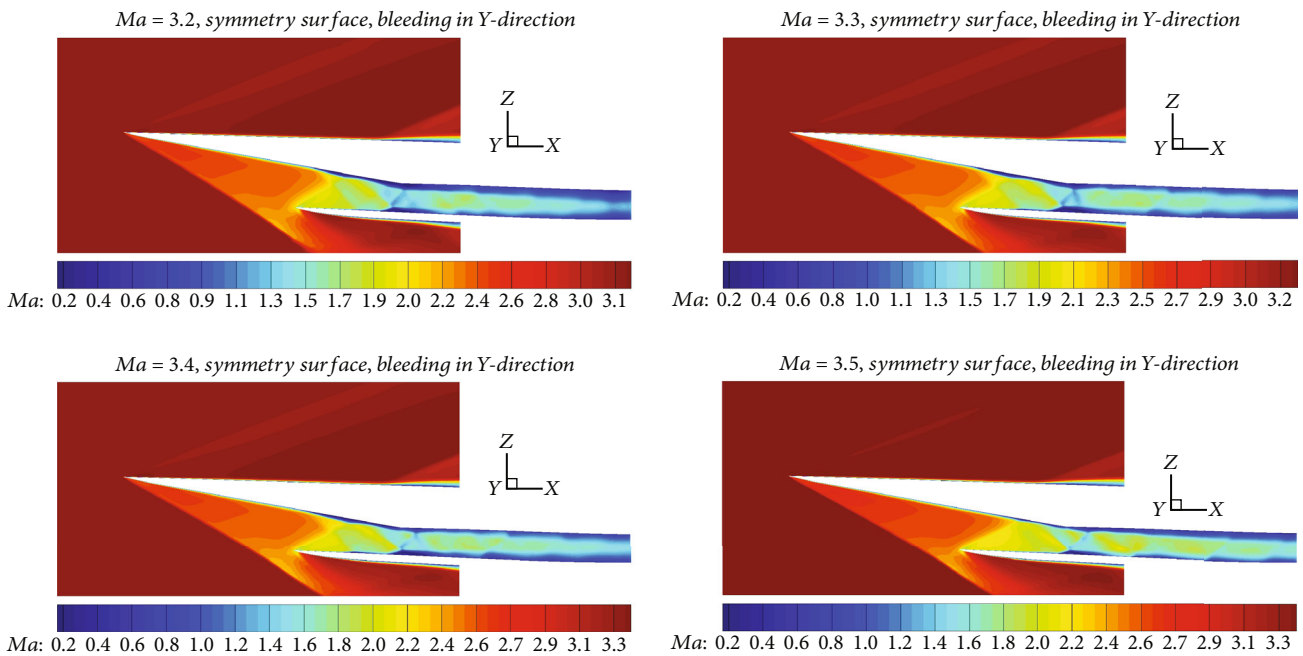 Ma = 3.2, symmetry surface, bleeding in Y-direction
Z
Y X
Ma: 0.2 0.4 0.6 0.9 1.1 1.3 1.5 1.7 2.0 2.2 2.4 2.6 2.8 3.1
Ma = 3.3, symmetry surface, bleeding in Y-direction
Z
Y X
Ma: 0.2 0.4 0.6 0.8 1.0 1.1 1.3 1.5 1.7 1.9 2.1 2.3 2.5 2.7 2.9 3.0 3.2
Ma = 3.4, symmetry surface, bleeding in Y-direction
Z
Y X
Ma: 0.2 0.4 0.6 0.8 1.0 1.2 1.4 1.6 1.8 2.0 2.2 2.5 2.6 2.7 2.9 3.1 3.3
Ma = 3.5, symmetry surface, bleeding in Y-direction
Z
Y X
Ma: 0.2 0.4 0.6 0.8 1.0 1.2 1.4 1.6 1.8 2.0 2.2 2.4 2.6 2.7 2.9 3.1 3.3